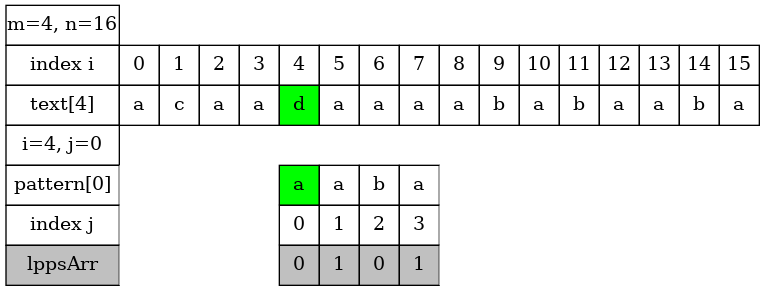 m=4, n=16
index i 0 1 2 3 4 5 6 7 8 9 10 11 12 13 14 15
text[4] a c a a d a a a a b a b a a b a
i=4, j=0
pattern[0] a a b a
index j 0 1 2 3
lppsArr 0 1 0 1